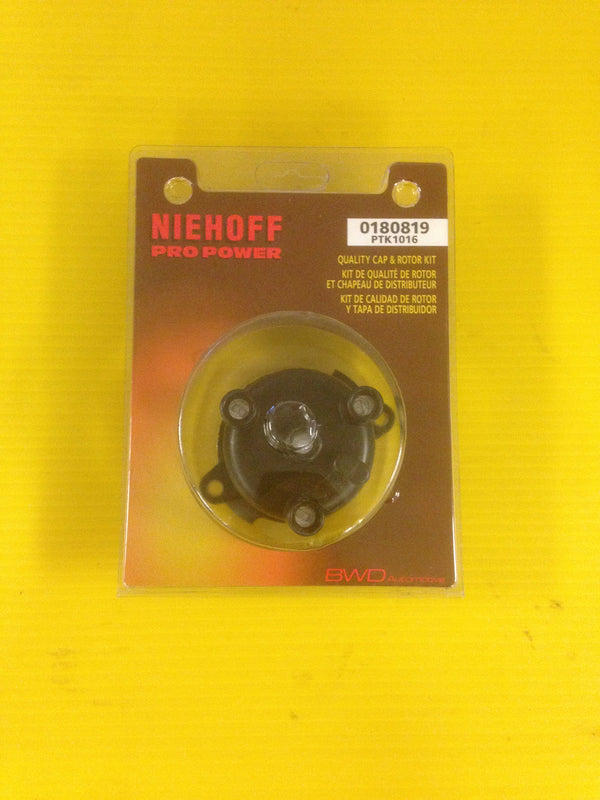 NIEHOFF
PRO POWER
0180819
PTK1016
QUALITY CAP & ROTOR KIT
KIT DE QUALITÉ DE ROTOR
ET CHAPEAU DE DISTRIBUTEUR
KIT DE CALIDAD DE ROTOR
Y TAPA DE DISTRIBUIDOR
BWD Automotive